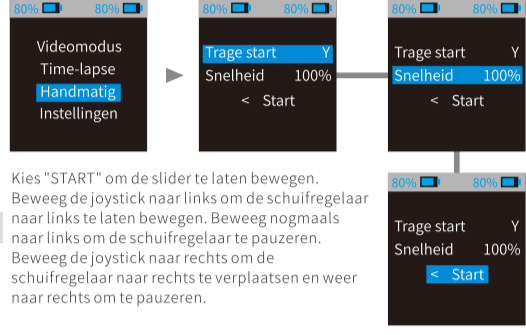 80% 80%
Videomodus
Time-lapse
Handmatig
Instellingen
80% 80%
Trage start Y
Snelheid 100%
< Start
80% 80%
Trage start Y
Snelheid 100%
< Start
Kies "START" om de slider te laten bewegen.
Beweeg de joystick naar links om de schuifregelaar
naar links te laten bewegen. Beweeg nogmaals
naar links om de schuifregelaar te pauzeren.
Beweeg de joystick naar rechts om de
schuifregelaar naar rechts te verplaatsen en weer
naar rechts om te pauzeren.
80% 80%
Trage start Y
Snelheid 100%
< Start